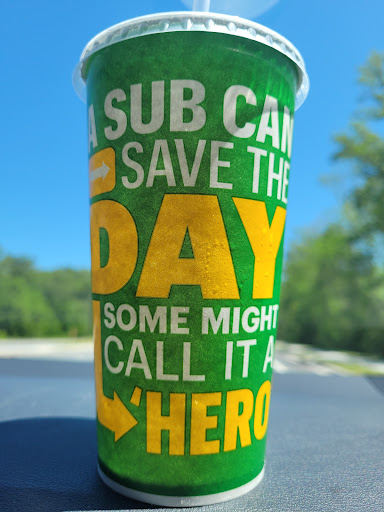 A SUB CAN
SAVE THE
DAY
SOME MIGHT
CALL IT A
'HERO